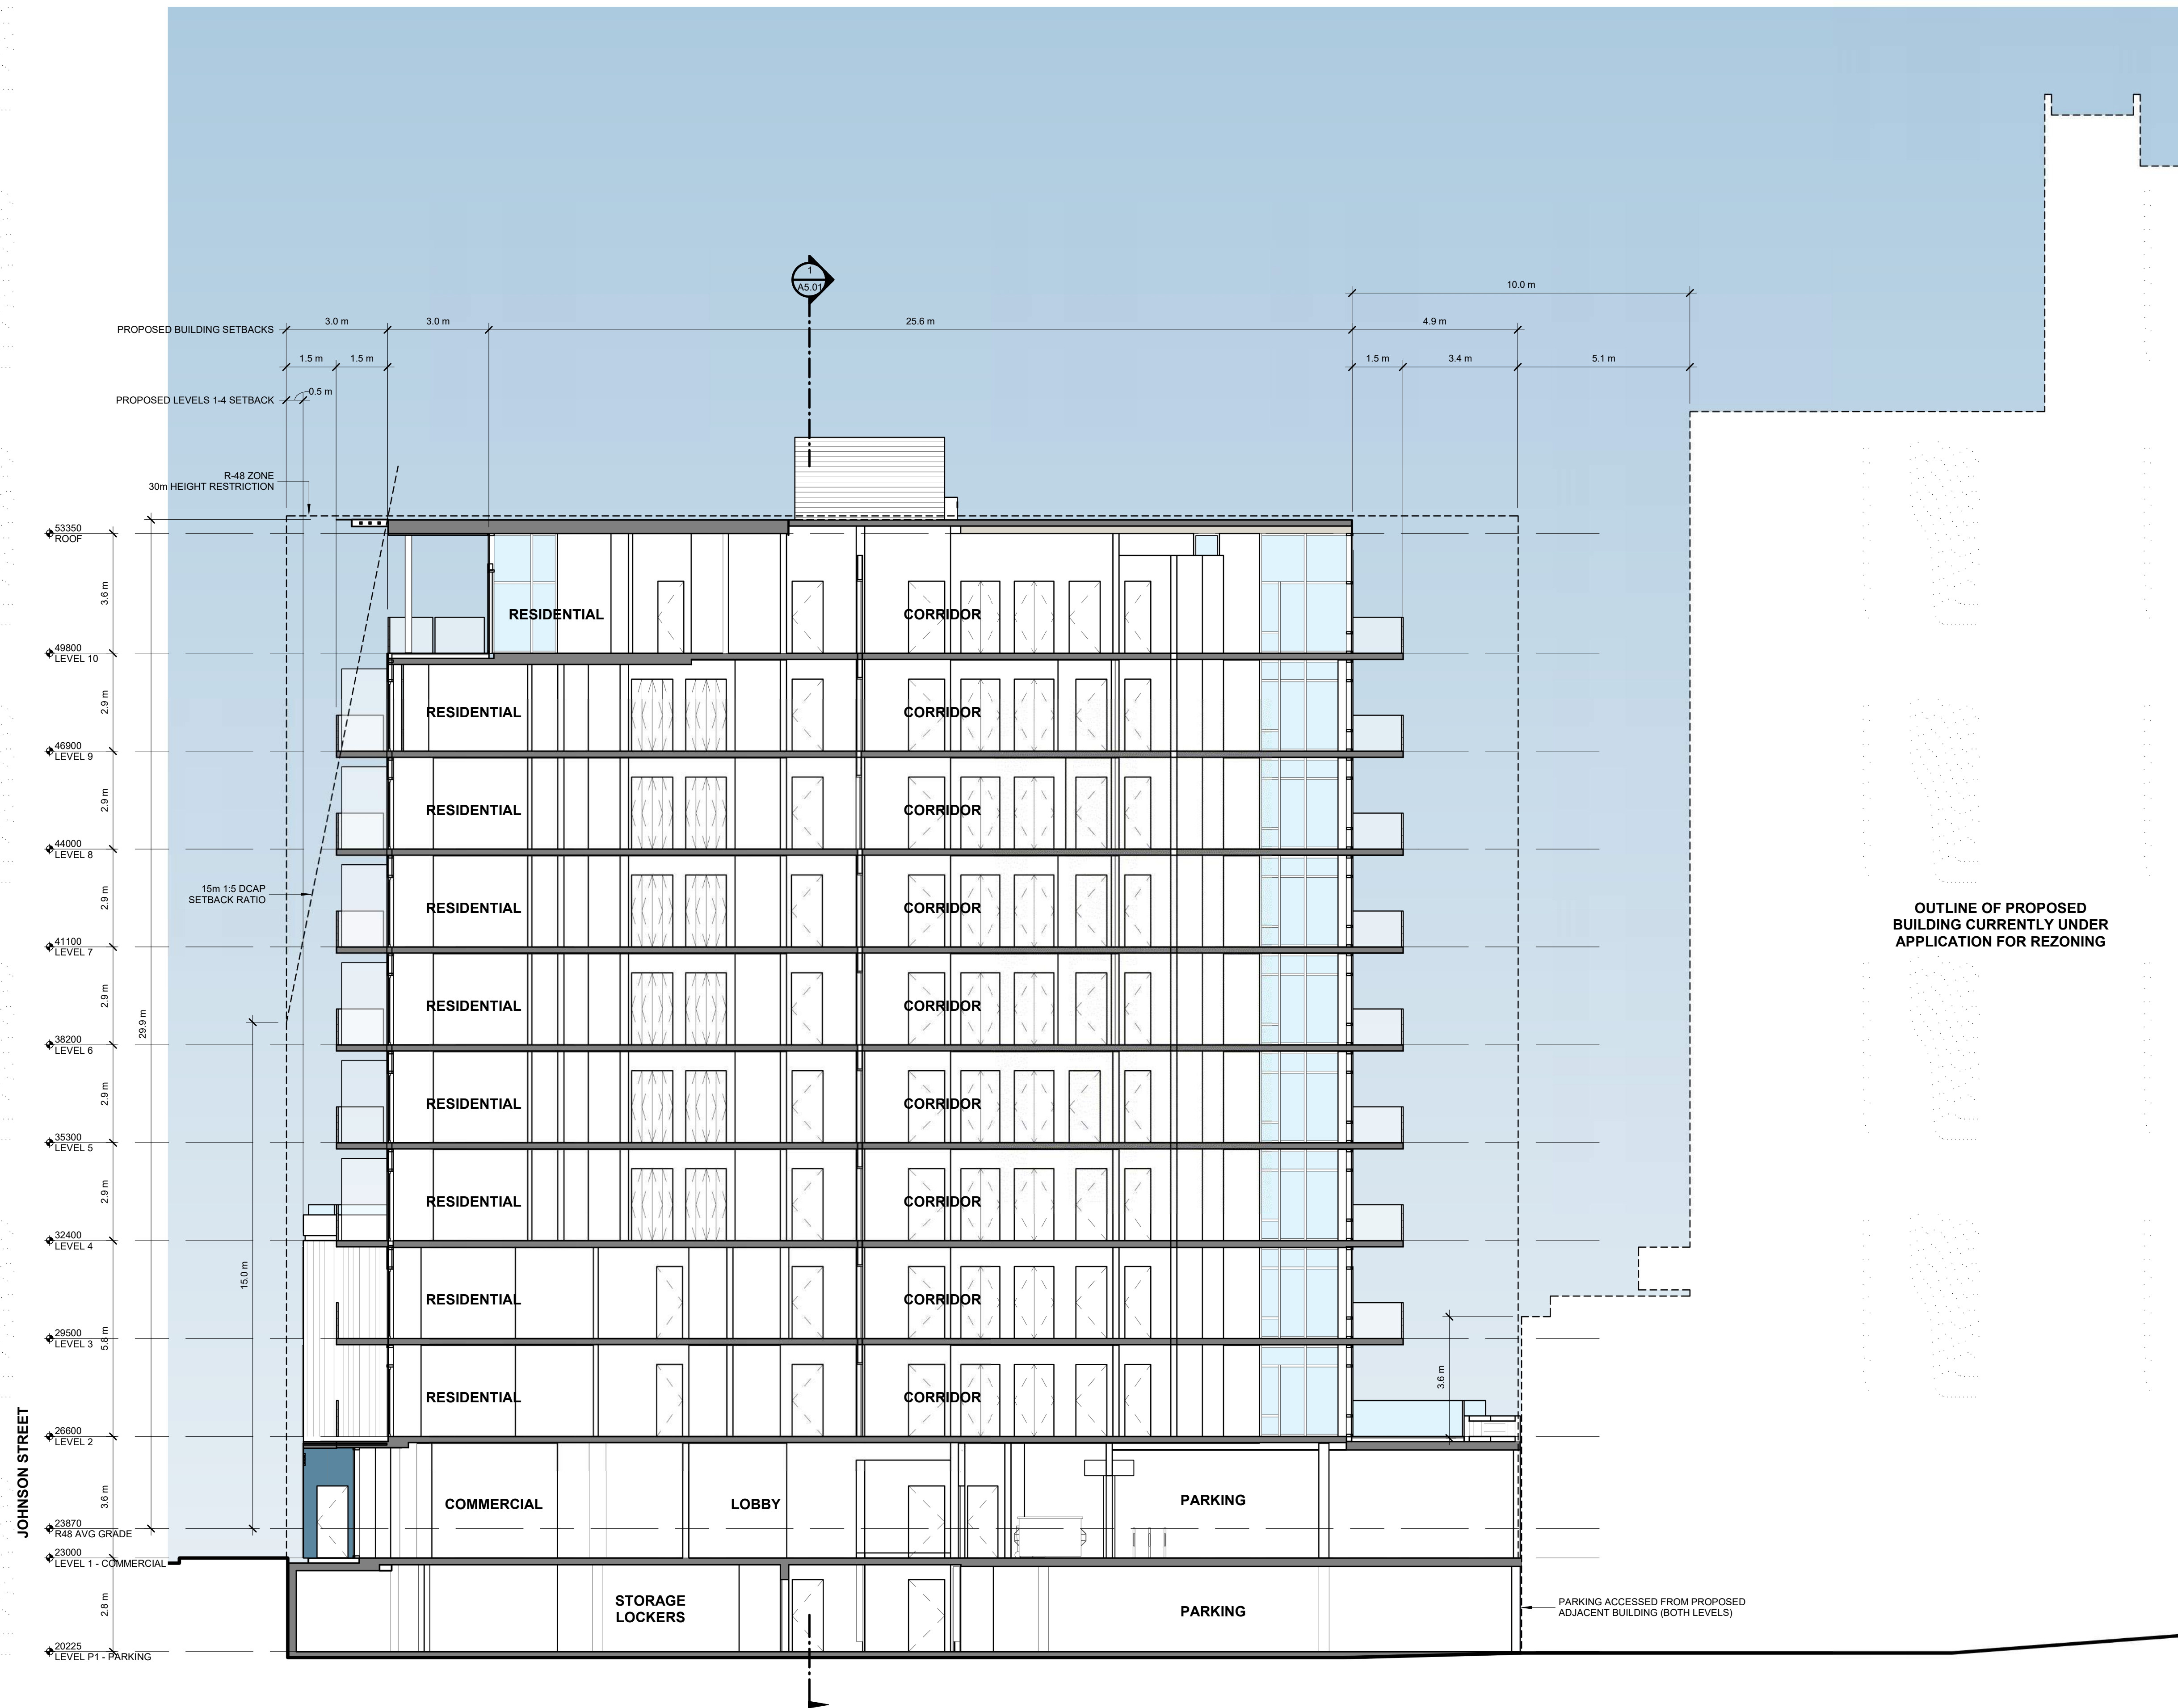 1
A5.01
10.0 m
PROPOSED BUILDING SETBACKS
3.0 m
3.0 m
25.6 m
4.9 m
1.5 m
1.5 m
1.5 m
3.4 m
5.1 m
PROPOSED LEVELS 1-4 SETBACK
0.5 m
R-48 ZONE
30m HEIGHT RESTRICTION
53350
ROOF
3.6 m
RESIDENTIAL
CORRIDOR
49800
LEVEL 10
2.9 m
RESIDENTIAL
CORRIDOR
46900
LEVEL 9
2.9 m
RESIDENTIAL
CORRIDOR
44000
LEVEL 8
15m 1:5 DCAP
SETBACK RATIO
2.9 m
RESIDENTIAL
CORRIDOR
OUTLINE OF PROPOSED
BUILDING CURRENTLY UNDER
APPLICATION FOR REZONING
41100
LEVEL 7
2.9 m
RESIDENTIAL
CORRIDOR
29.9 m
38200
LEVEL 6
2.9 m
RESIDENTIAL
CORRIDOR
35300
LEVEL 5
2.9 m
RESIDENTIAL
CORRIDOR
32400
LEVEL 4
15.0 m
RESIDENTIAL
CORRIDOR
29500
LEVEL 3
5.8 m
3.6 m
RESIDENTIAL
CORRIDOR
26600
LEVEL 2
JOHNSON STREET
3.6 m
COMMERCIAL
LOBBY
PARKING
23870
R48 AVG GRADE
23000
LEVEL 1 - COMMERCIAL
2.8 m
STORAGE
LOCKERS
PARKING
PARKING ACCESSED FROM PROPOSED
ADJACENT BUILDING (BOTH LEVELS)
20225
LEVEL P1 - PARKING